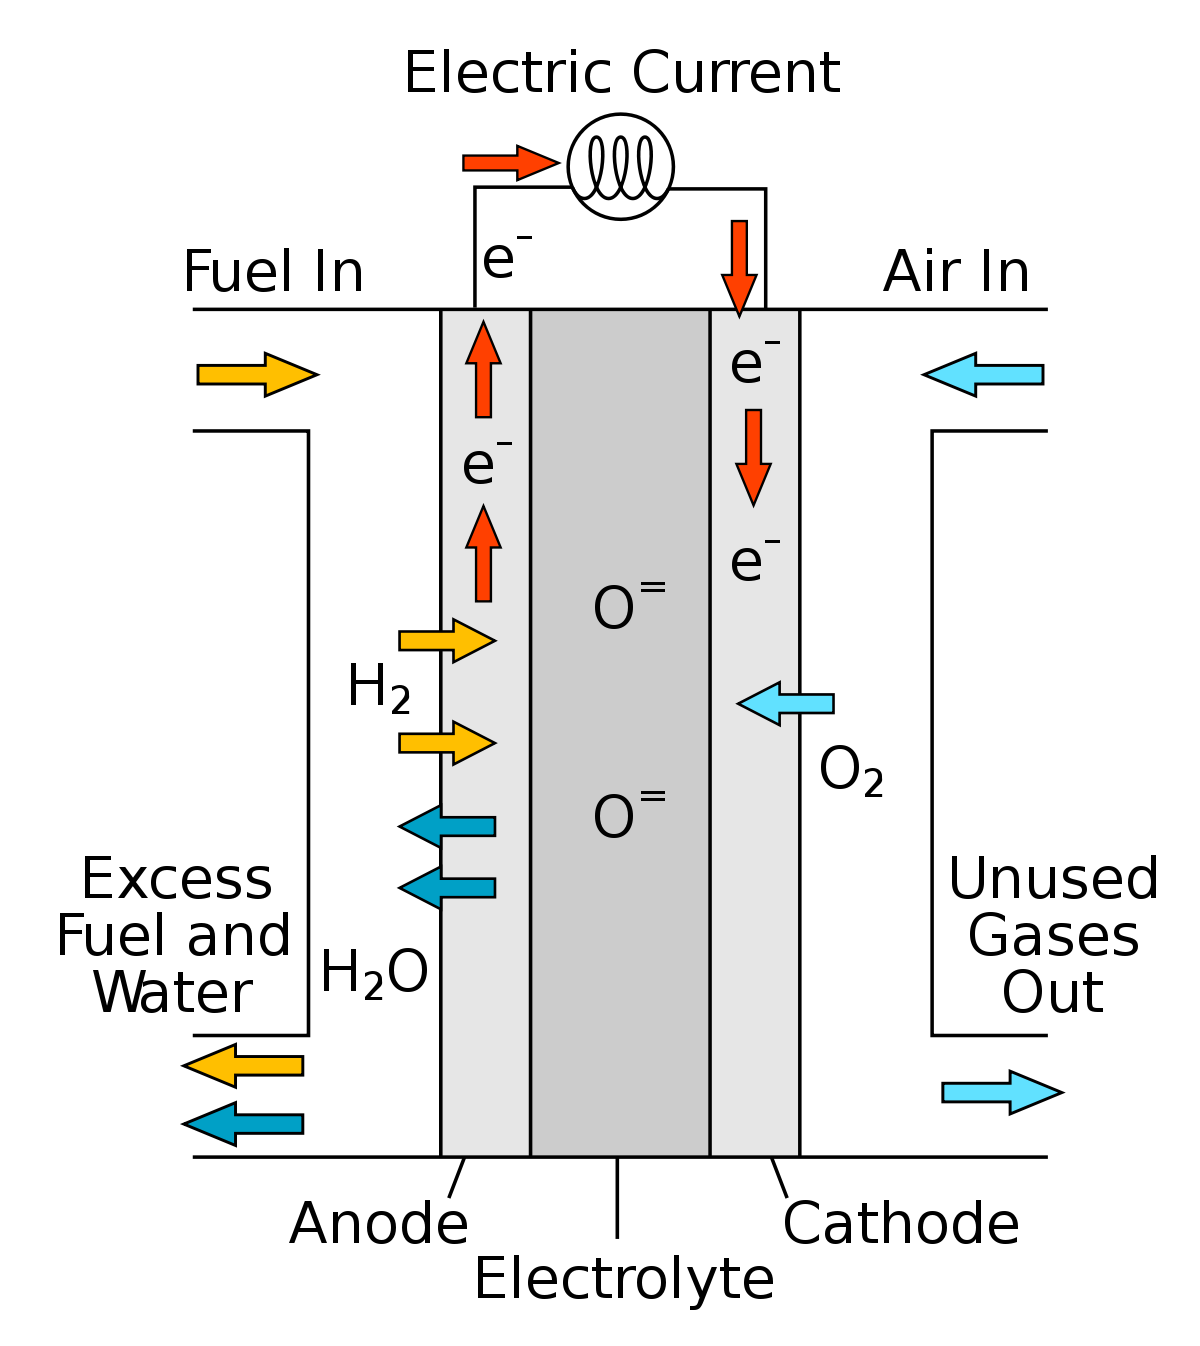 Electric Current
e⁻
Fuel In
Air In
e⁻
e⁻
e⁻
O⁼
H₂
O₂
O⁼
Excess
Fuel and
Water
Unused
Gases
Out
H₂O
Anode
Cathode
Electrolyte